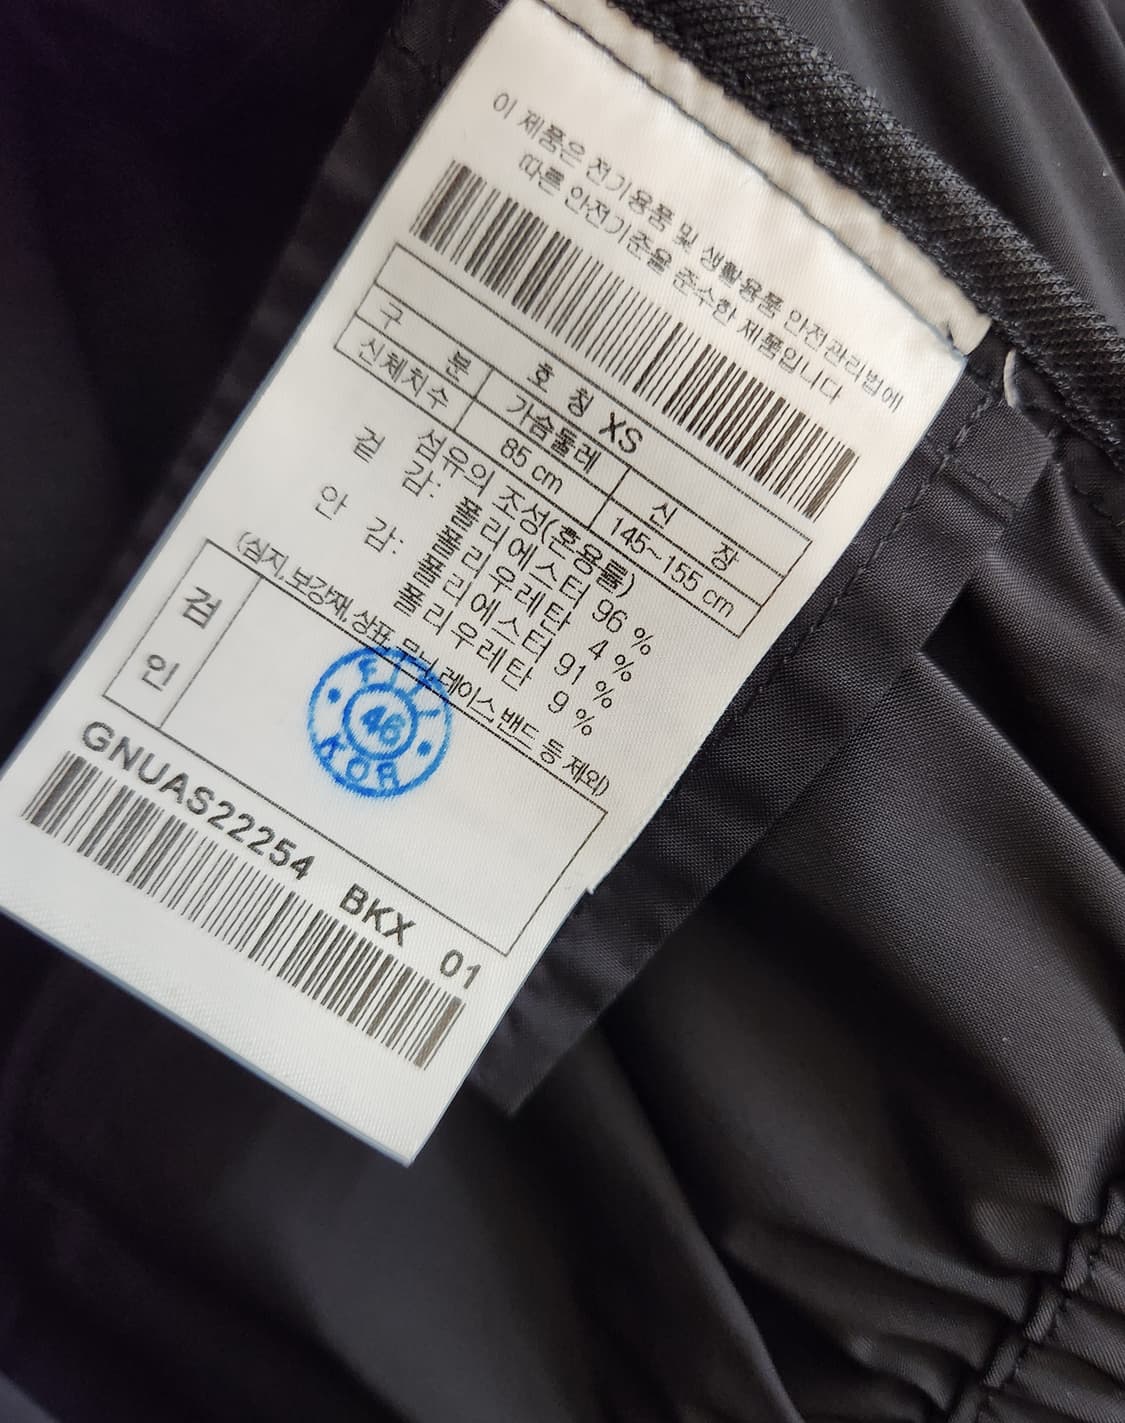 이 제품은 전기용품 및 생활용품 안전관리법에
따른 안전기준을 준수한 제품입니다
호 칭 XS
구 분 가슴둘레 신 장
신체치수 85 cm 145~155 cm
섬유의 조성(혼용률)
겉 감: 폴리에스터 96 %
폴리우레탄 4 %
안 감: 폴리에스터 91 %
폴리우레탄 9 %
(심지,보강재,상표,무늬,레이스,밴드 등 제외)
검
인
FITI
46
KOR
GNUAS22254 BKX 01